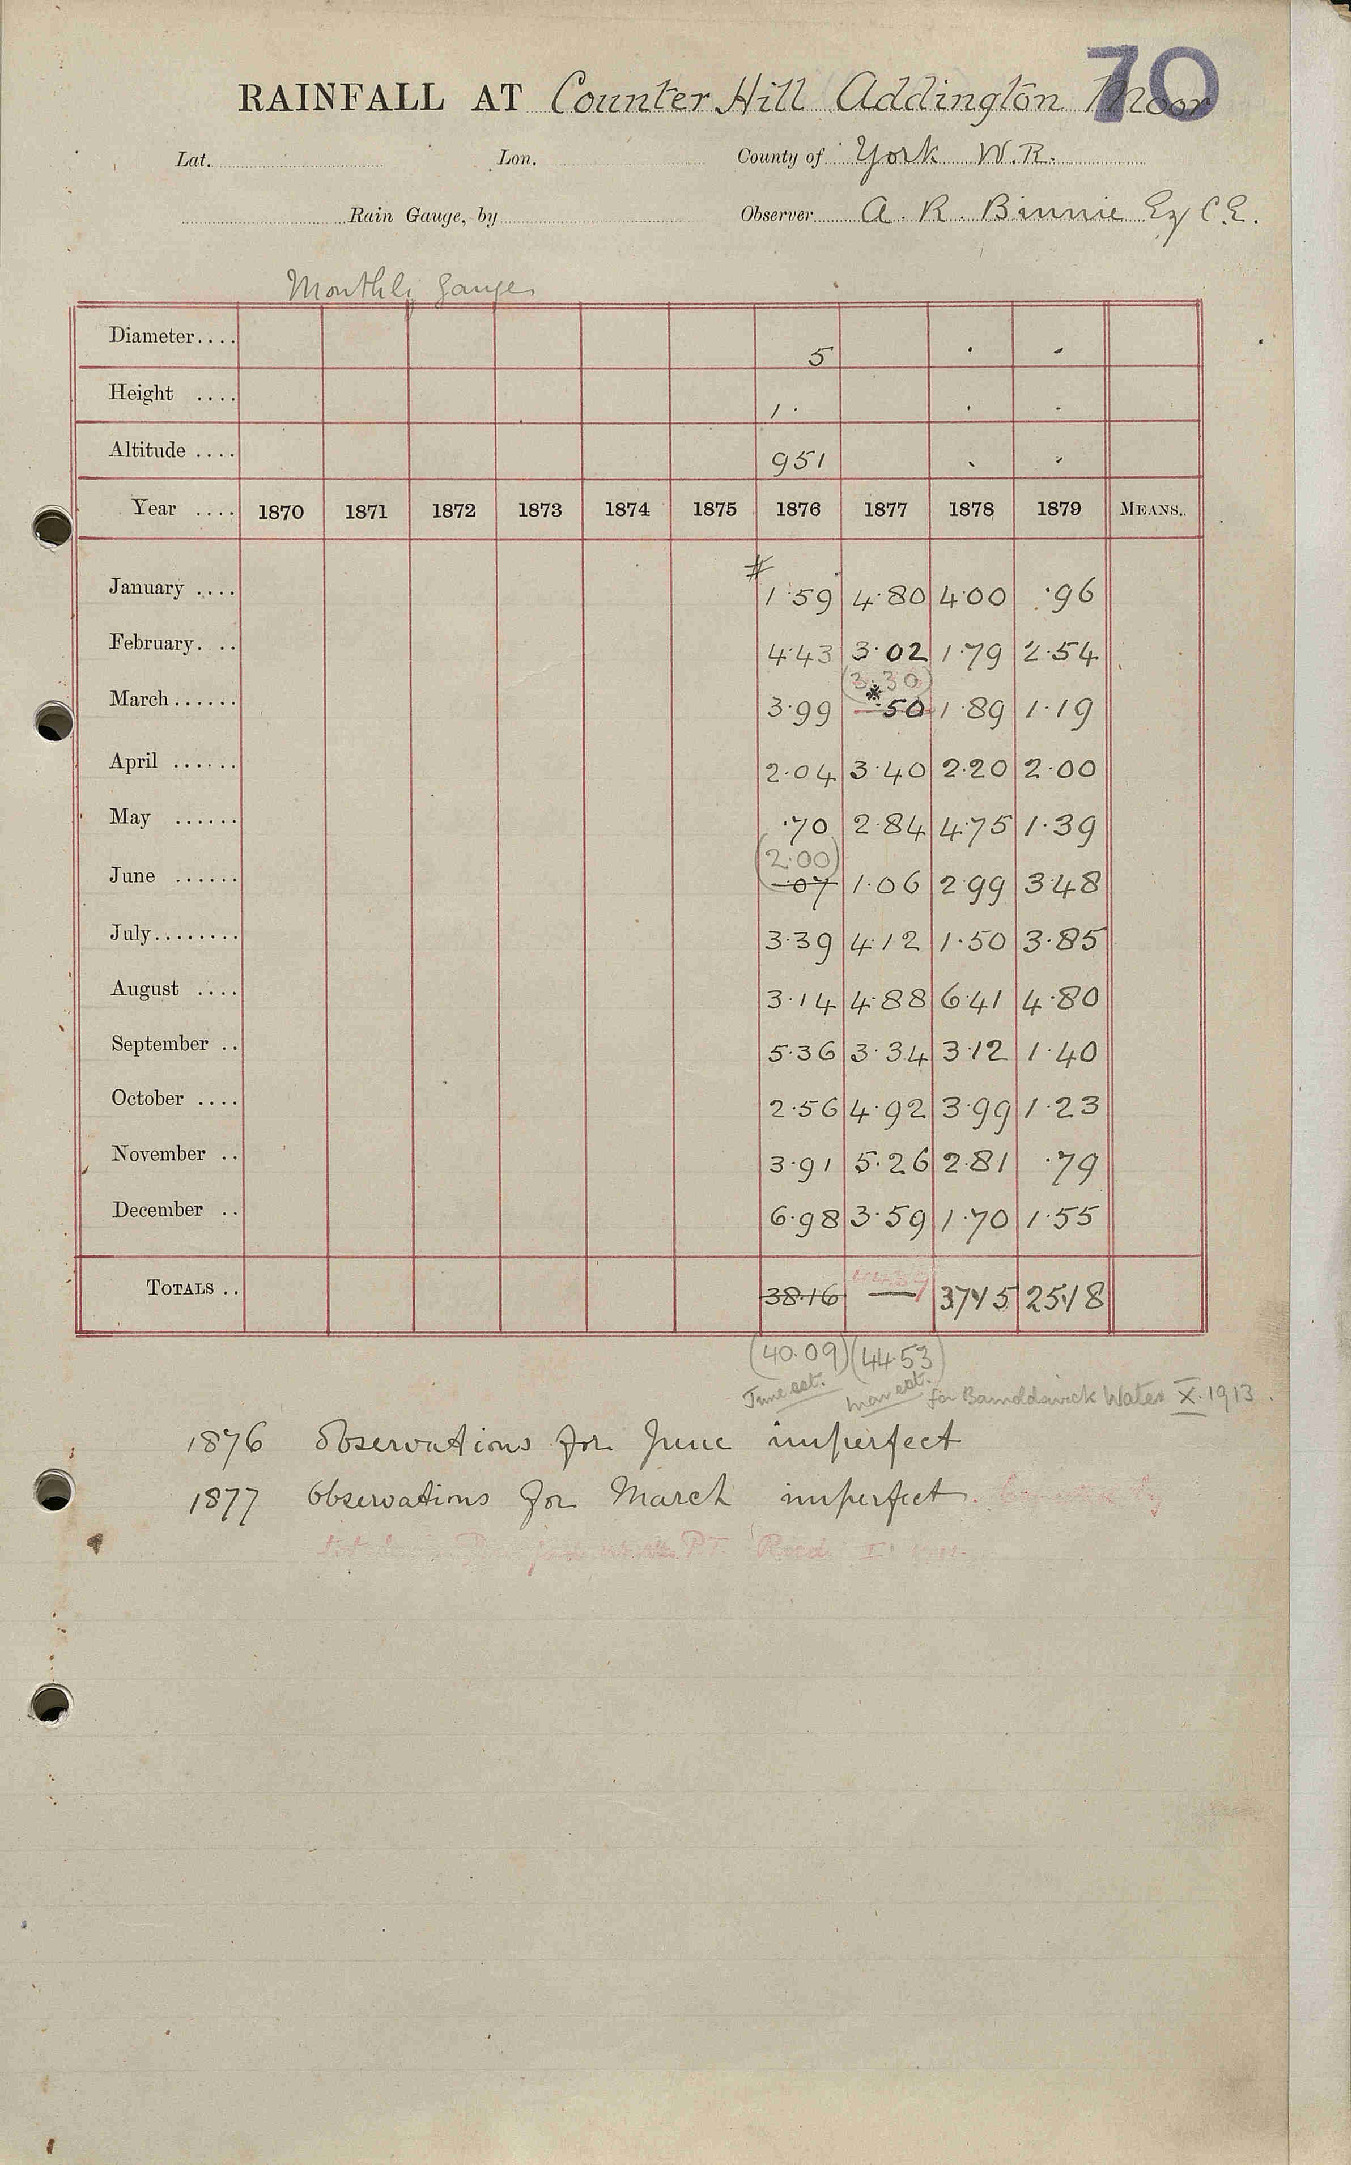 70
RAINFALL AT Counter Hill Addington Moor
Lat. Lon. County of York W.R.
Rain Gauge, by Observer A. R. Binnie Esq C.E.
Monthly Gauges
Diameter.... 5 . .
Height .... 1. . .
Altitude .... 951 . .
Year .... 1870 1871 1872 1873 1874 1875 1876 1877 1878 1879 MEANS.
January .... # 1.59 4.80 4.00 .96
February. .. 4.43 3.02 1.79 2.54
(3.30)
March...... 3.99 * .50 1.89 1.19
April ...... 2.04 3.40 2.20 2.00
May ...... .70 2.84 4.75 1.39
(2.00)
June ...... .07 1.06 2.99 3.48
July........ 3.39 4.12 1.50 3.85
August .... 3.14 4.88 6.41 4.80
September .. 5.36 3.34 3.12 1.40
October .... 2.56 4.92 3.99 1.23
November .. 3.91 5.26 2.81 .79
December .. 6.98 3.59 1.70 1.55
TOTALS .. 38.16 — 37.15 25.18
(40.09) (44.53)
June est. Mar est. for Barnoldswick Water X.1913.
1876 Observations for June imperfect
1877 Observations for March imperfect.